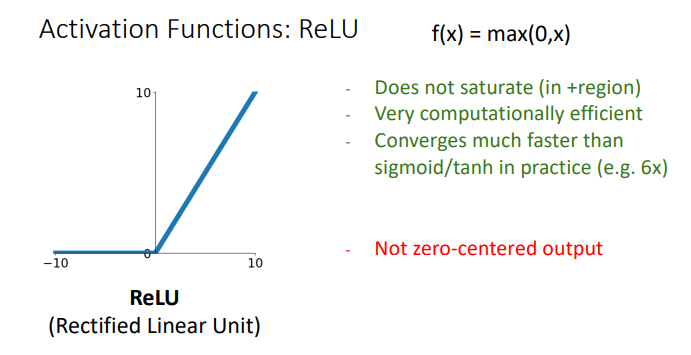 Activation Functions: ReLU
f(x) = max(0,x)
- Does not saturate (in +region)
- Very computationally efficient
- Converges much faster than
sigmoid/tanh in practice (e.g. 6x)
- Not zero-centered output
10
0
−10
10
ReLU
(Rectified Linear Unit)